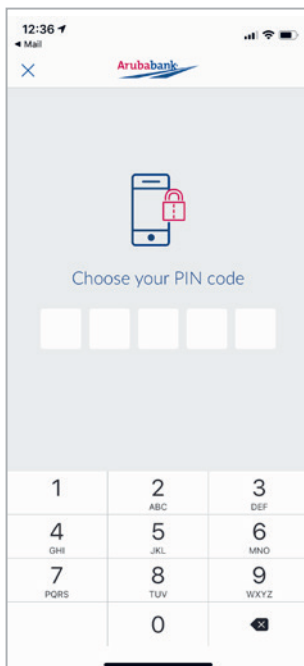 12:36
Mail
Arubabank
Choose your PIN code
1 2 3
ABC DEF
4 5 6
GHI JKL MNO
7 8 9
PQRS TUV WXYZ
0